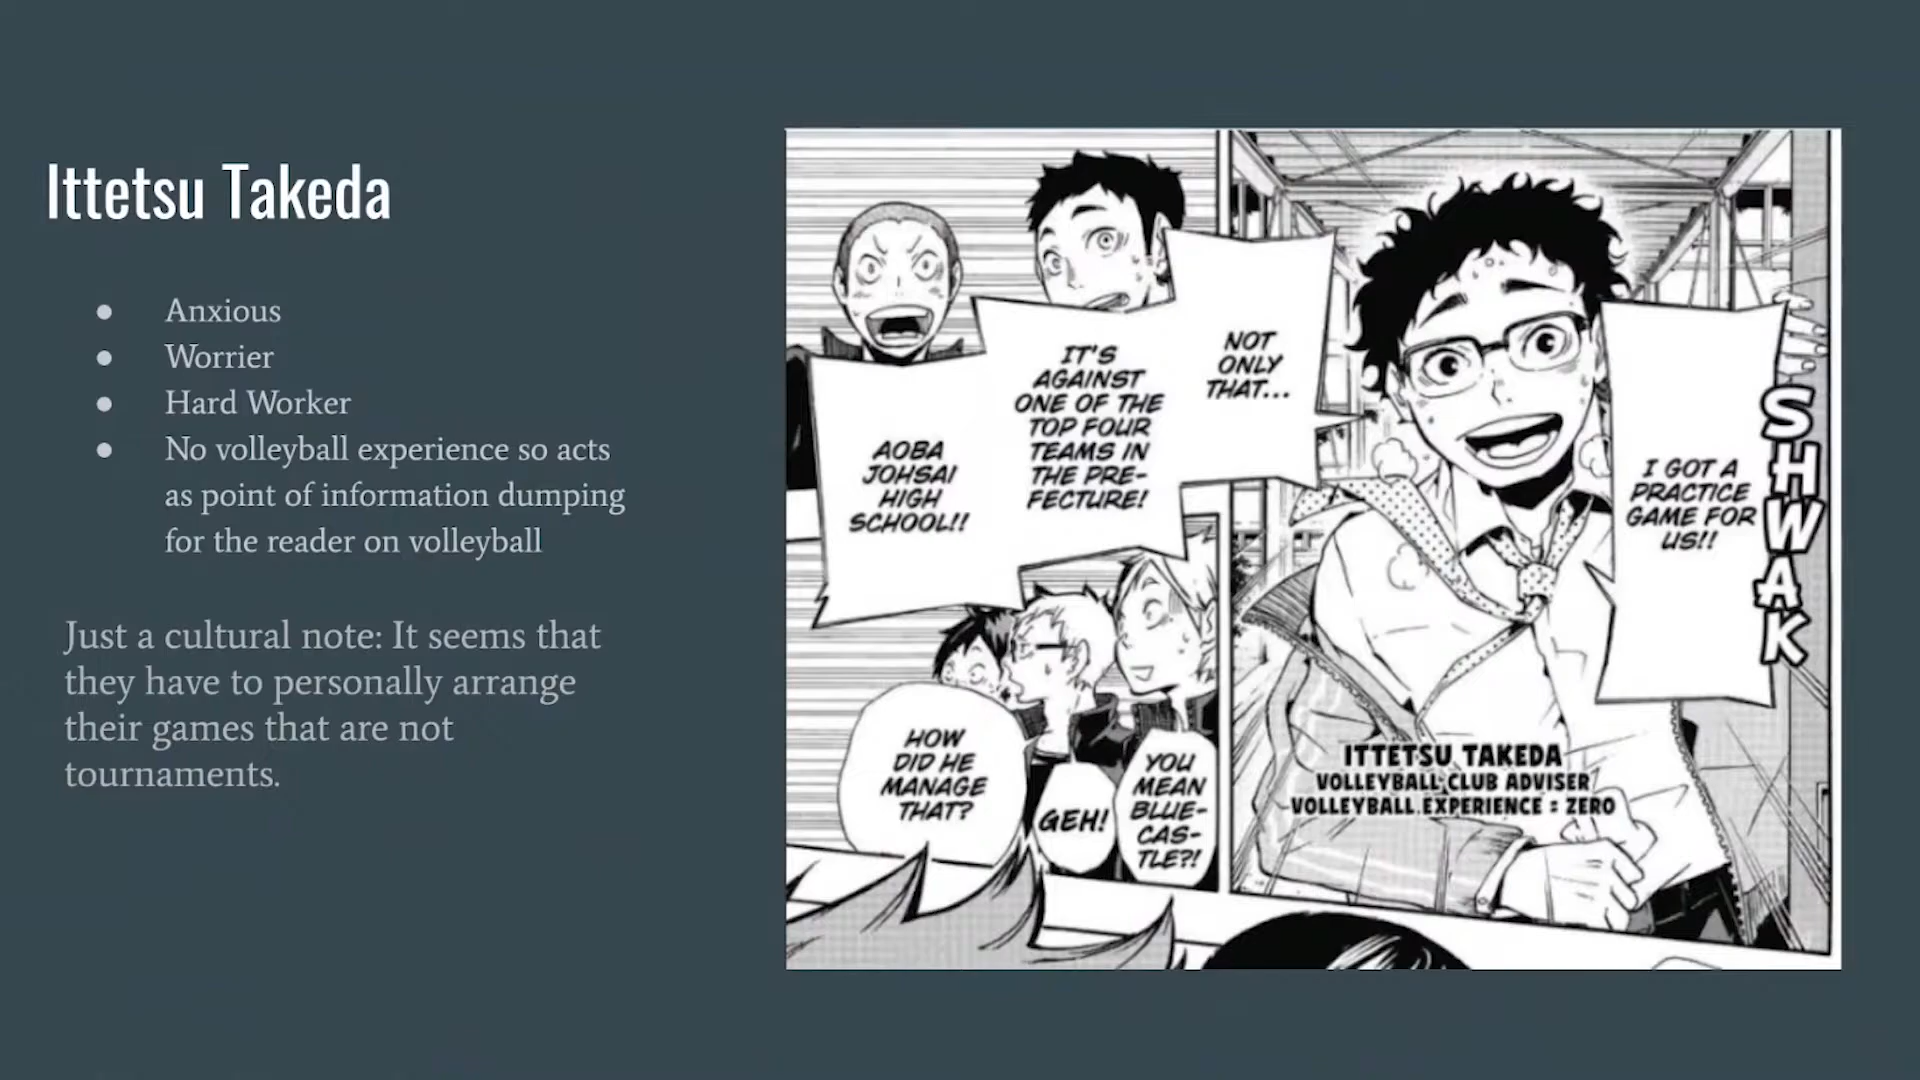 Ittetsu Takeda
● Anxious
● Worrier
● Hard Worker
● No volleyball experience so acts
as point of information dumping
for the reader on volleyball
Just a cultural note: It seems that
they have to personally arrange
their games that are not
tournaments.
SHWAK
I GOT A
PRACTICE
GAME FOR
US!!
ITTETSU TAKEDA
VOLLEYBALL CLUB ADVISER
VOLLEYBALL EXPERIENCE : ZERO
NOT
ONLY
THAT...
IT'S
AGAINST
ONE OF THE
TOP FOUR
TEAMS IN
THE PRE-
FECTURE!
AOBA
JOHSAI
HIGH
SCHOOL!!
YOU
MEAN
BLUE-
CAS-
TLE?!
GEH!
HOW
DID HE
MANAGE
THAT?